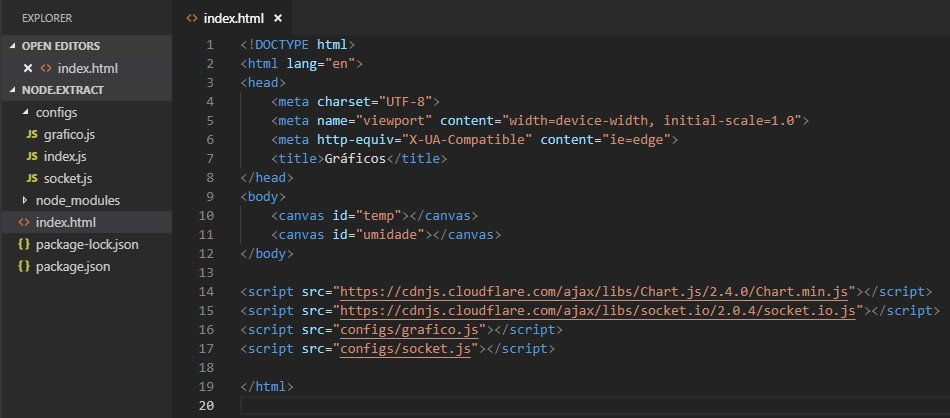 EXPLORER
OPEN EDITORS
index.html
NODE.EXTRACT
configs
JS grafico.js
JS index.js
JS socket.js
node_modules
<> index.html
{} package-lock.json
{} package.json
<> index.html ×
1 <!DOCTYPE html>
2 <html lang="en">
3 <head>
4     <meta charset="UTF-8">
5     <meta name="viewport" content="width=device-width, initial-scale=1.0">
6     <meta http-equiv="X-UA-Compatible" content="ie=edge">
7     <title>Gráficos</title>
8 </head>
9 <body>
10     <canvas id="temp"></canvas>
11     <canvas id="umidade"></canvas>
12 </body>
13
14 <script src="https://cdnjs.cloudflare.com/ajax/libs/Chart.js/2.4.0/Chart.min.js"></script>
15 <script src="https://cdnjs.cloudflare.com/ajax/libs/socket.io/2.0.4/socket.io.js"></script>
16 <script src="configs/grafico.js"></script>
17 <script src="configs/socket.js"></script>
18
19 </html>
20